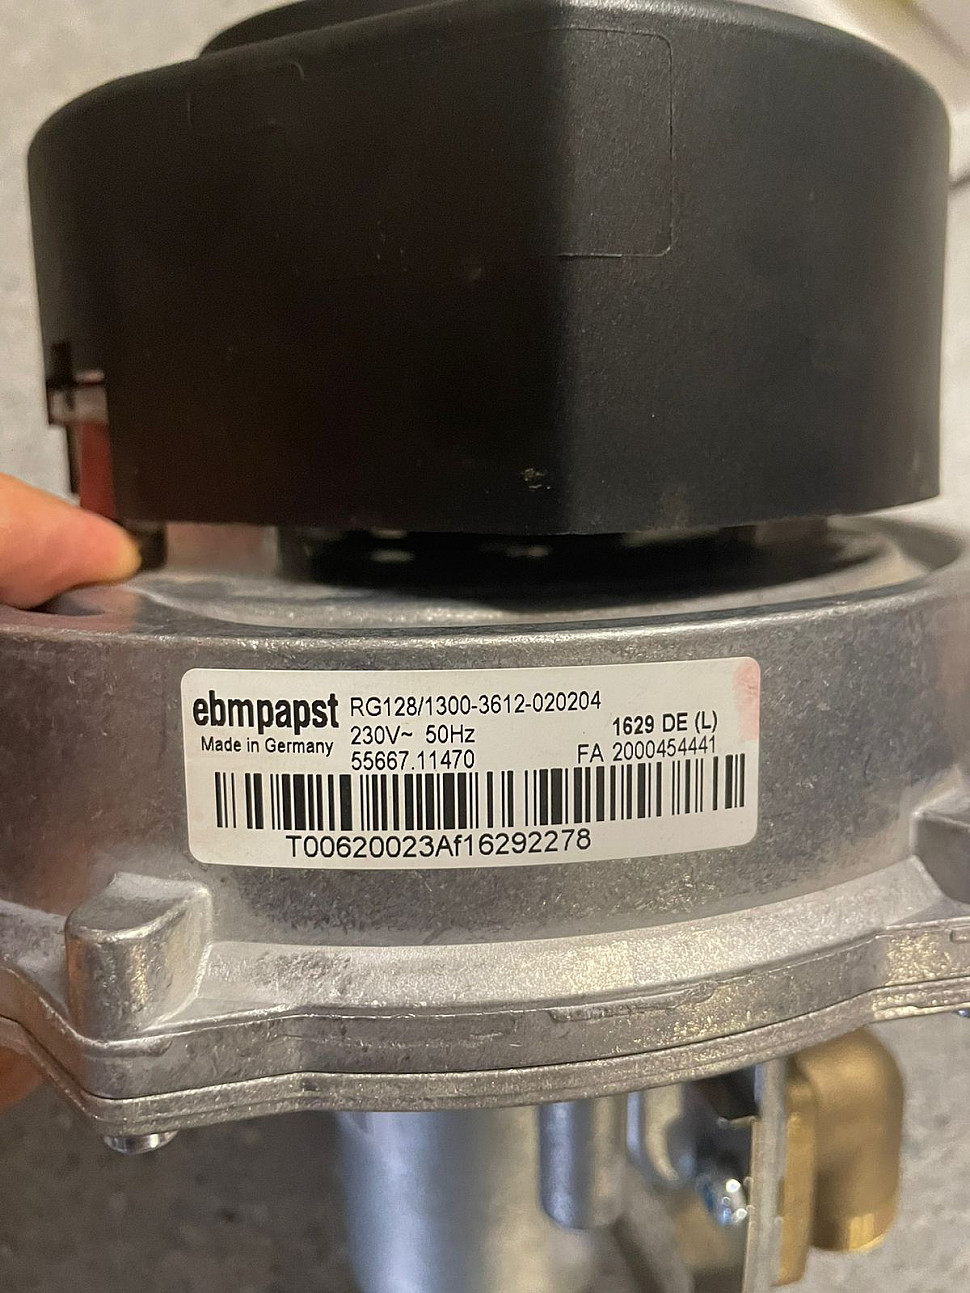 ebmpapst RG128/1300-3612-020204
Made in Germany 230V~ 50Hz 1629 DE (L)
55667.11470 FA 2000454441
T00620023Af16292278